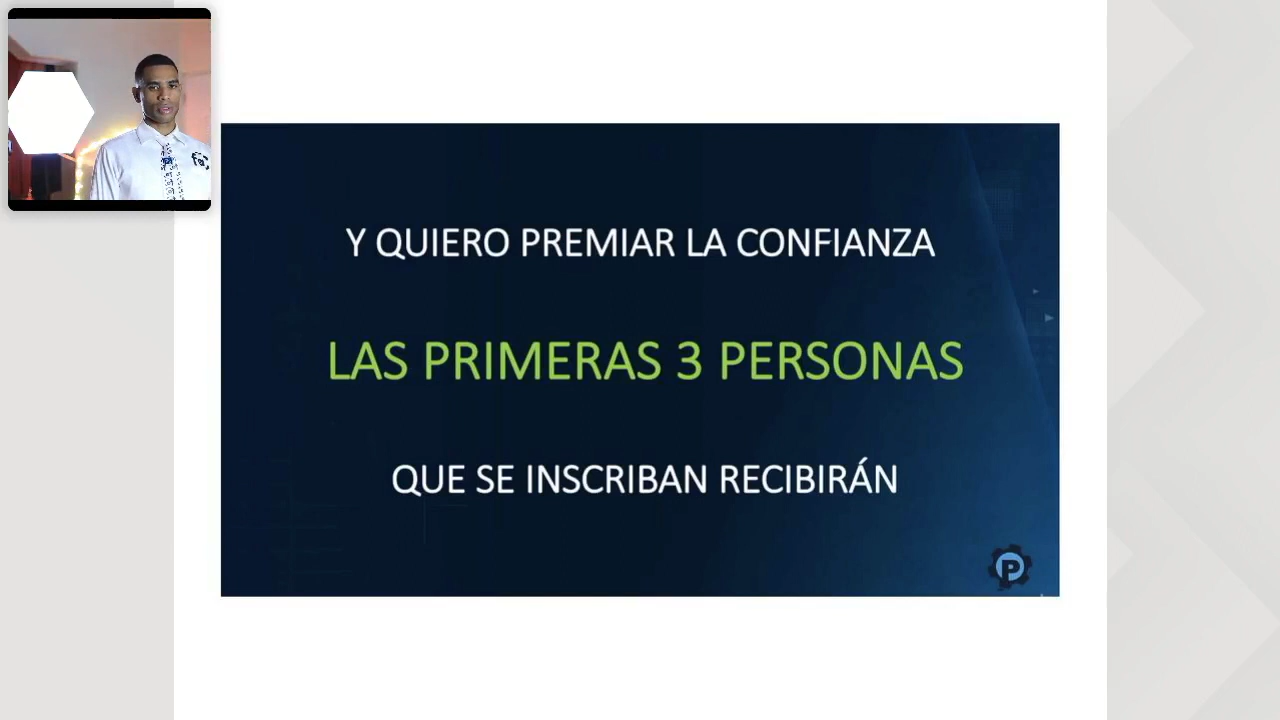 Y QUIERO PREMIAR LA CONFIANZA
LAS PRIMERAS 3 PERSONAS
QUE SE INSCRIBAN RECIBIRÁN
P